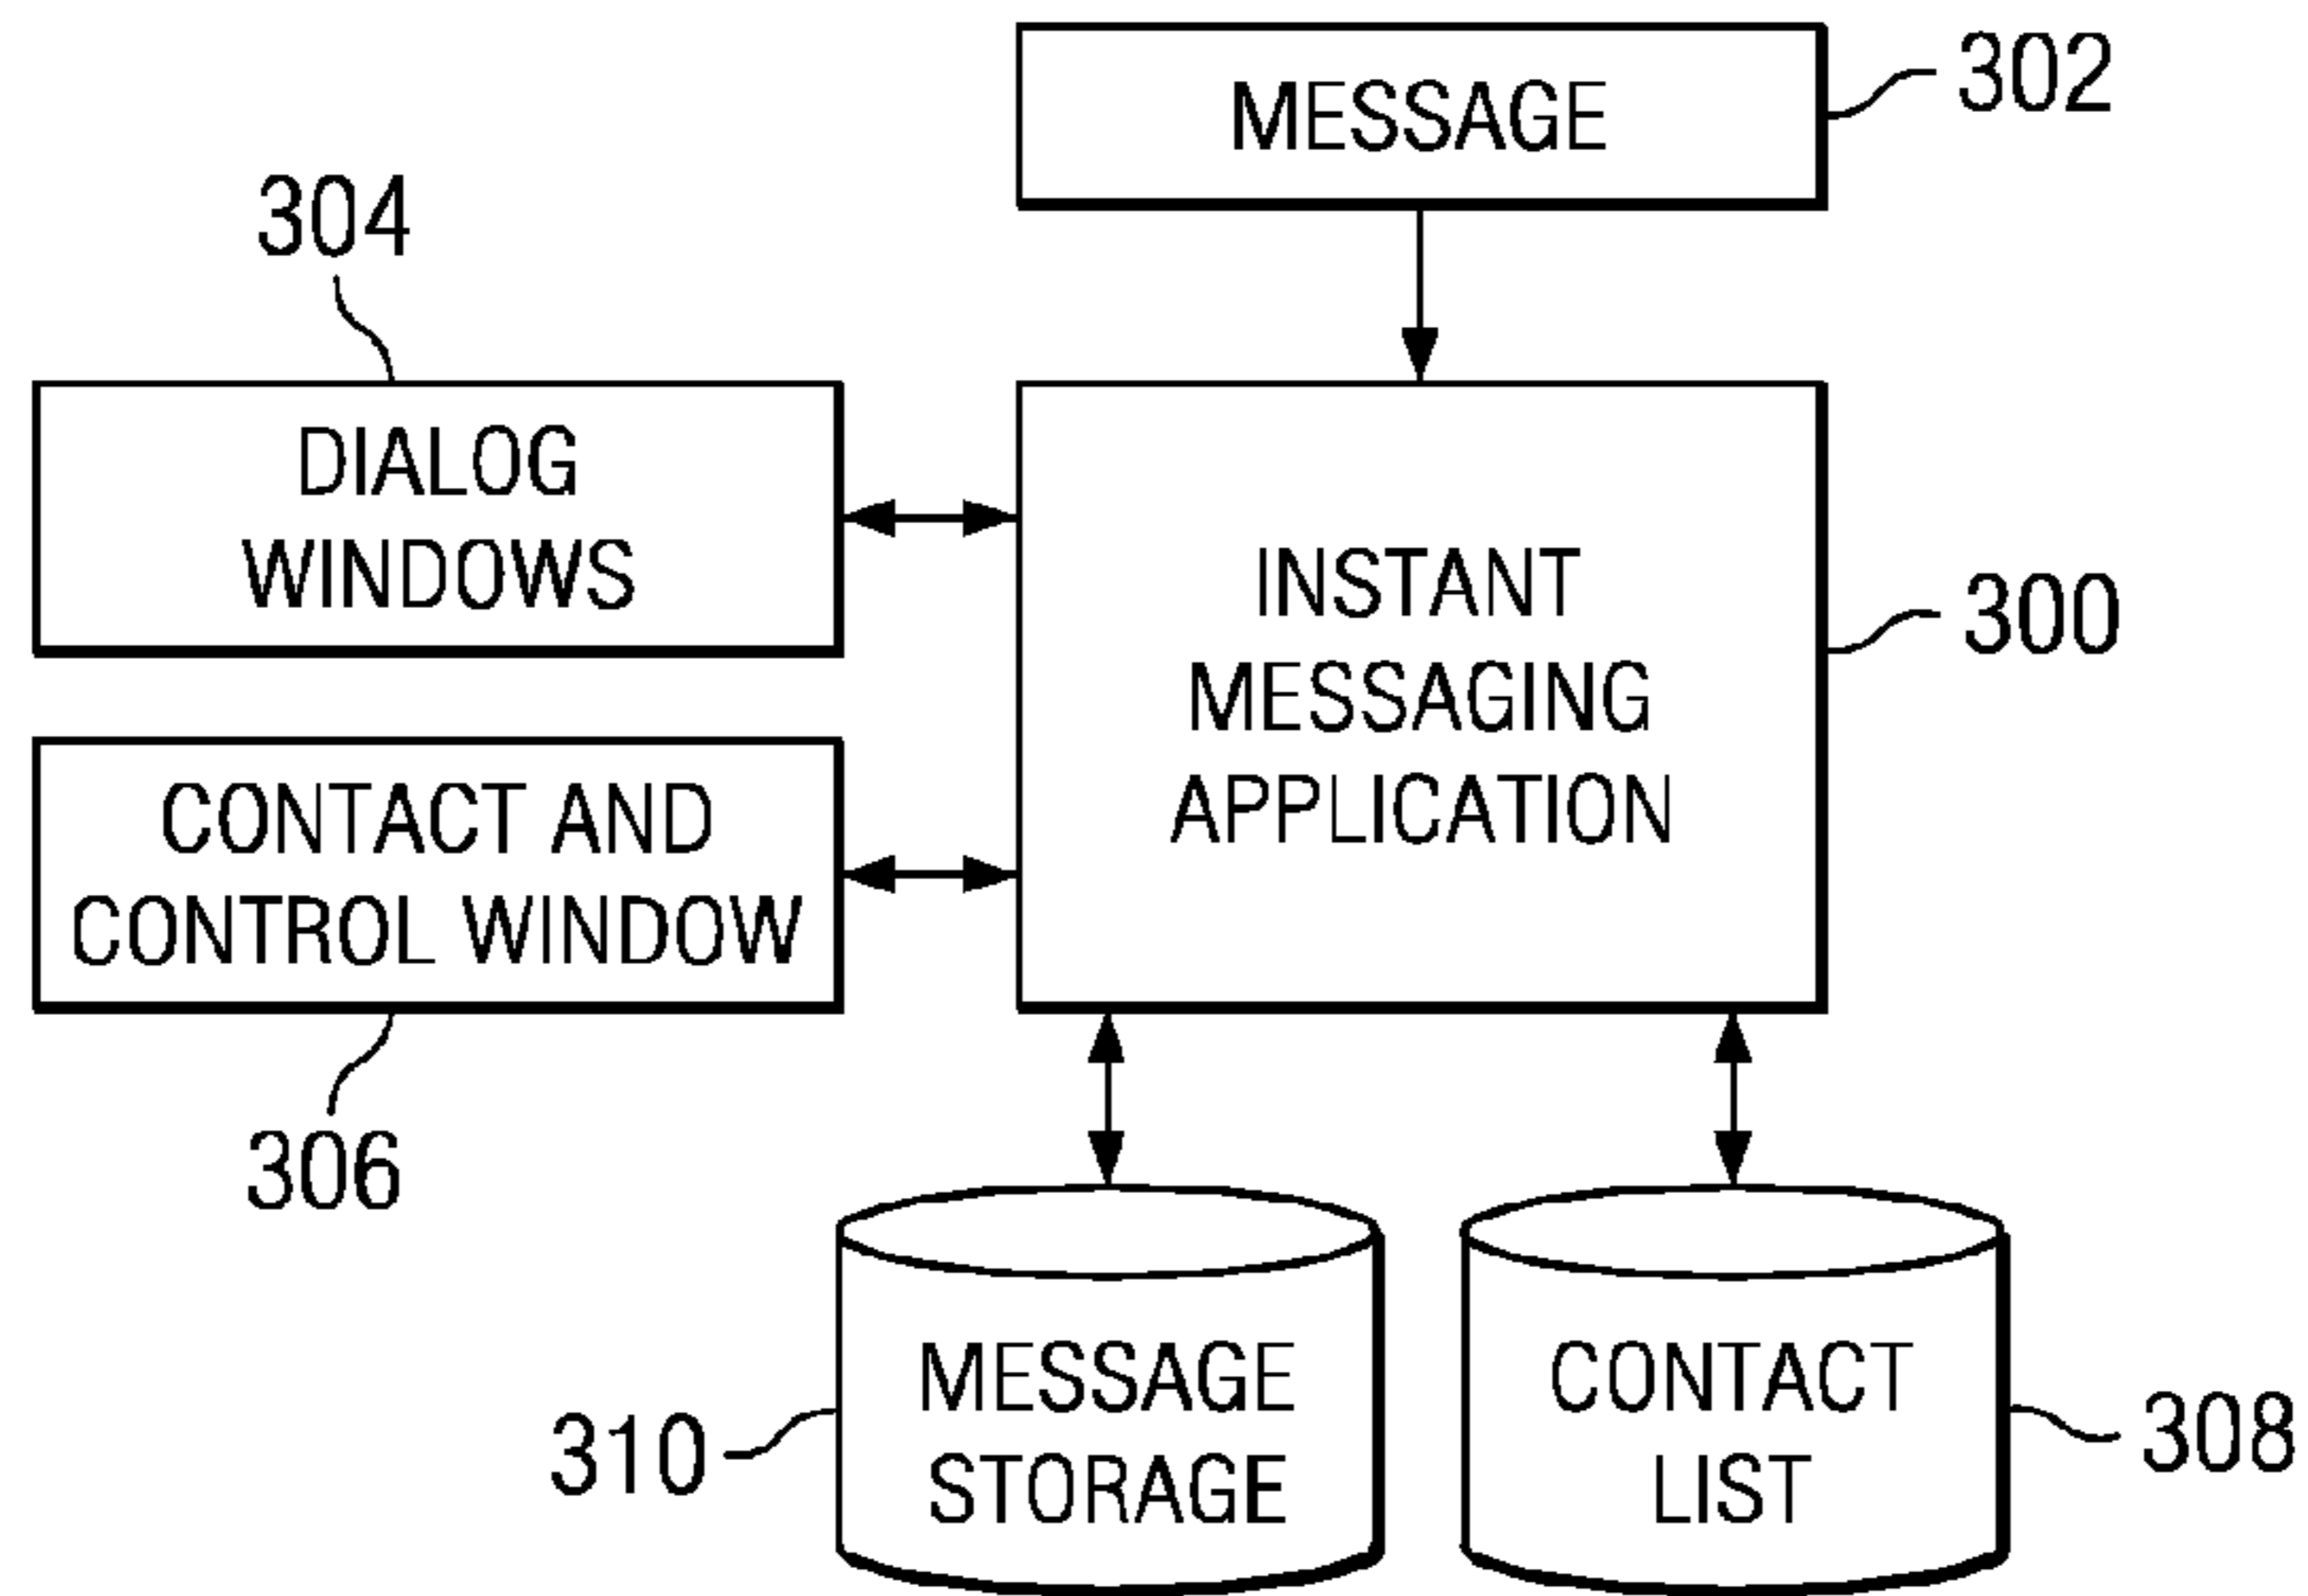 MESSAGE
302
304
DIALOG
WINDOWS
INSTANT
MESSAGING
APPLICATION
300
CONTACT AND
CONTROL WINDOW
306
310
MESSAGE
STORAGE
CONTACT
LIST
308